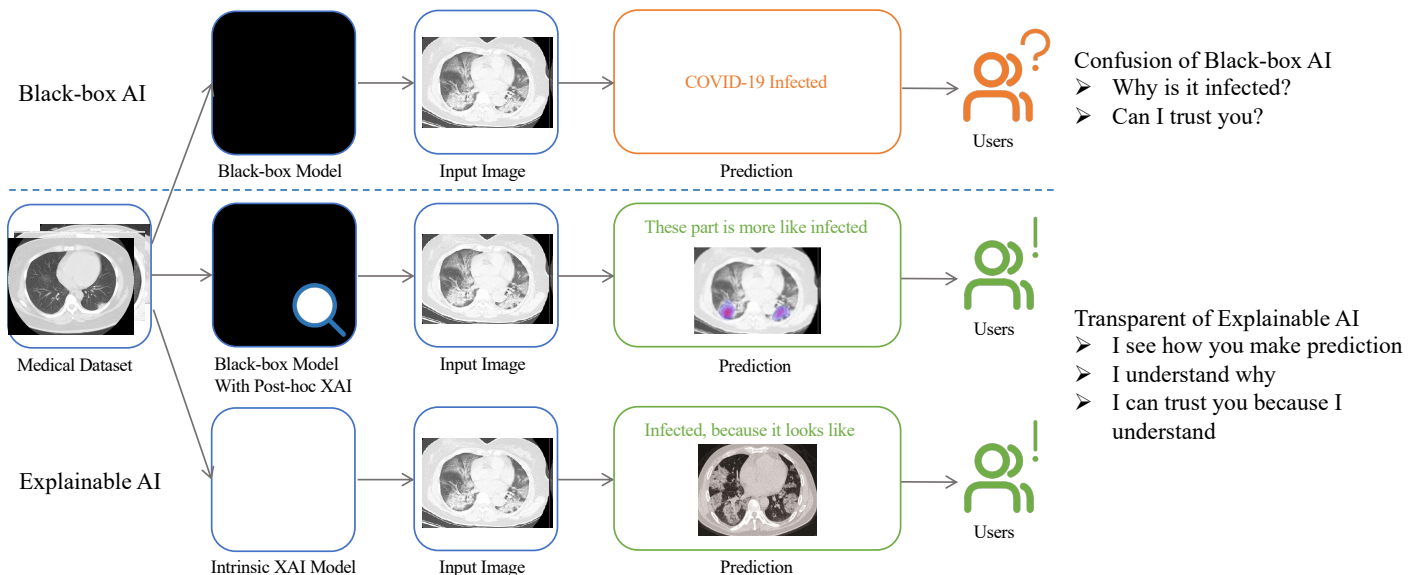 Black-box AI
Black-box Model
Input Image
COVID-19 Infected
Prediction
Users
Confusion of Black-box AI
➢ Why is it infected?
➢ Can I trust you?
Medical Dataset
Black-box Model
With Post-hoc XAI
Input Image
These part is more like infected
Prediction
Users
Transparent of Explainable AI
➢ I see how you make prediction
➢ I understand why
➢ I can trust you because I
understand
Explainable AI
Intrinsic XAI Model
Input Image
Infected, because it looks like
Prediction
Users